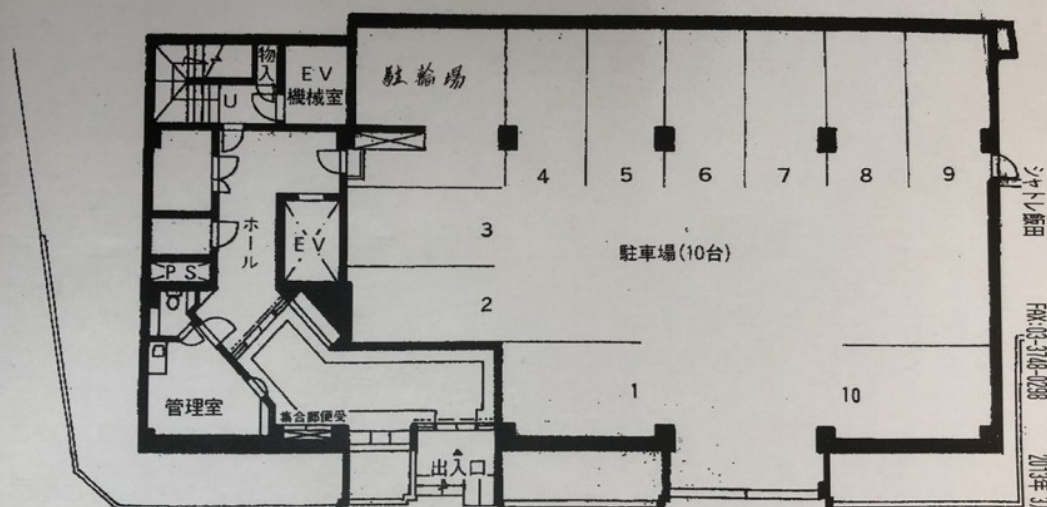 物入
EV
機械室
U
駐輪場
4
5
6
7
8
9
ホール
EV
3
駐車場(10台)
PS
2
1
10
管理室
集合郵便受
出入口
シャトレ飯田
FAX:03-3748-0298
2013年 3